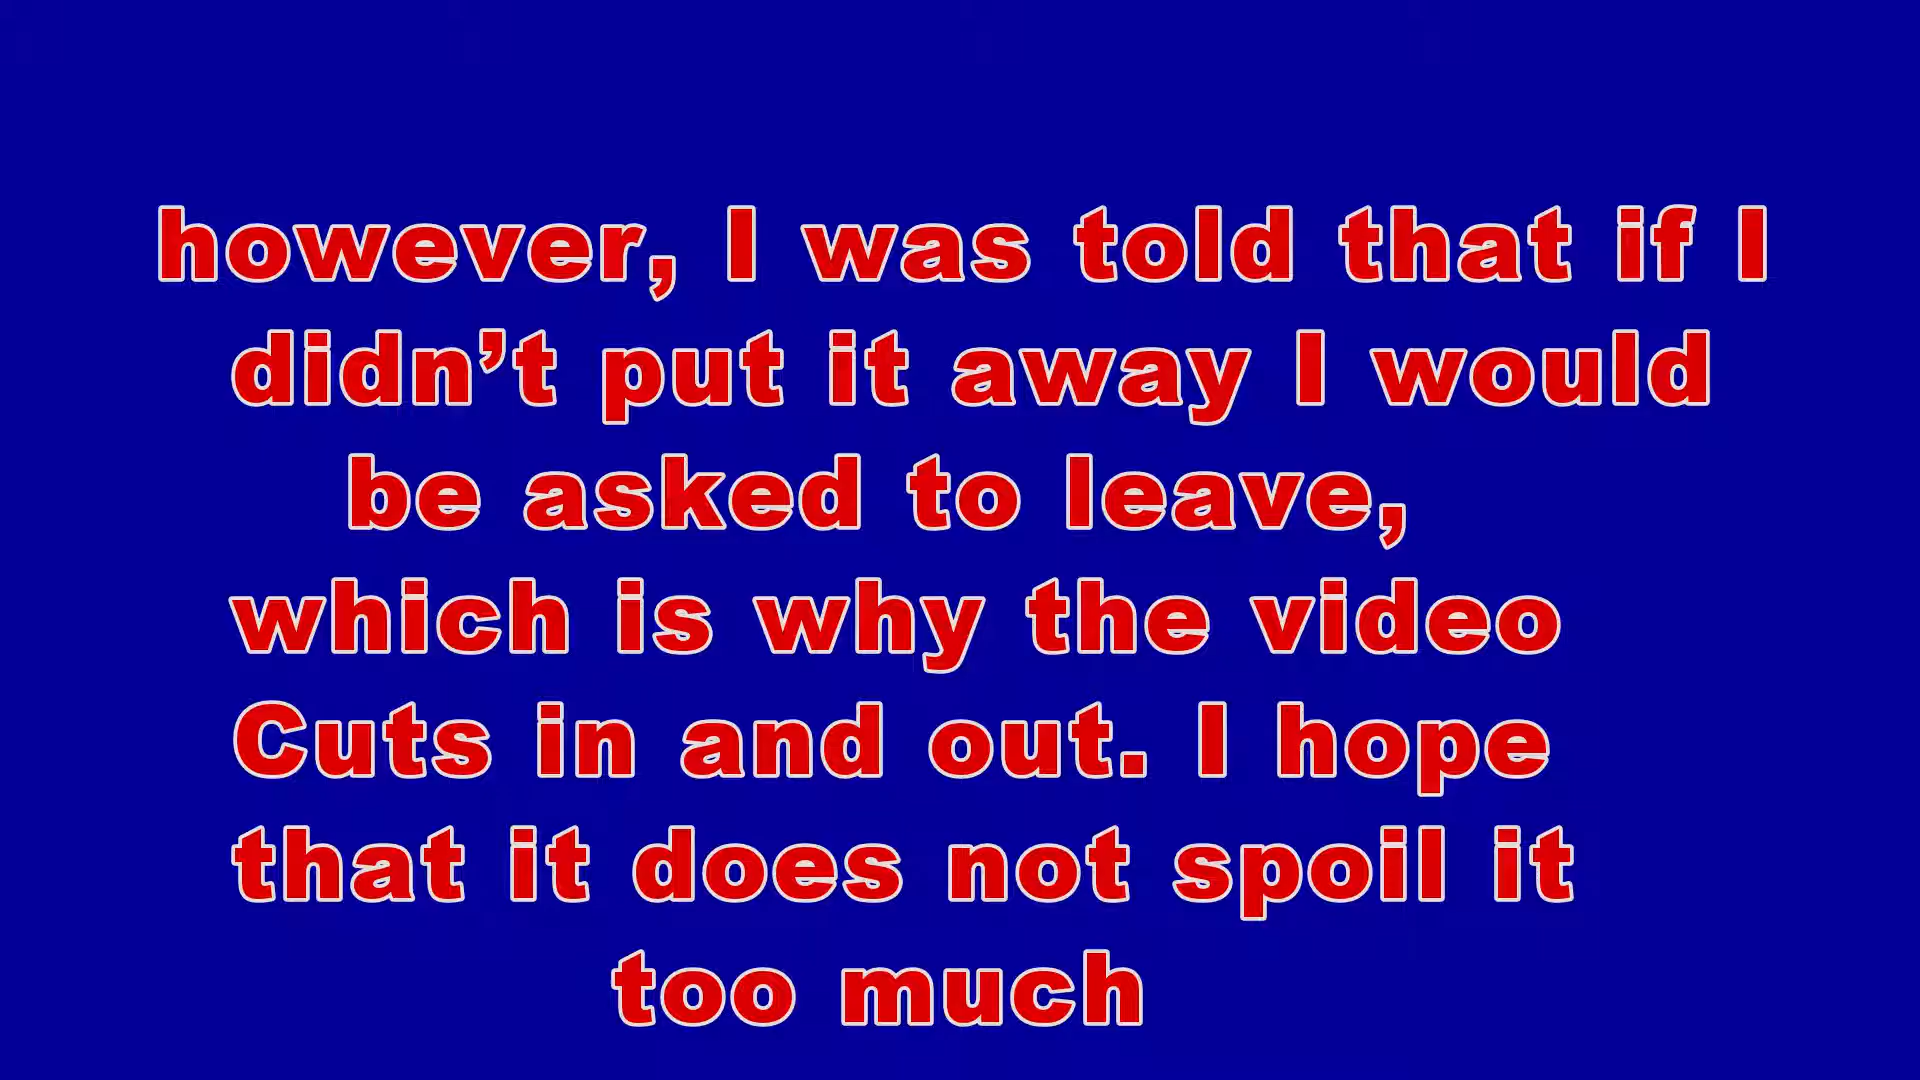 however, I was told that if I
didn’t put it away I would
be asked to leave,
which is why the video
Cuts in and out. I hope
that it does not spoil it
too much